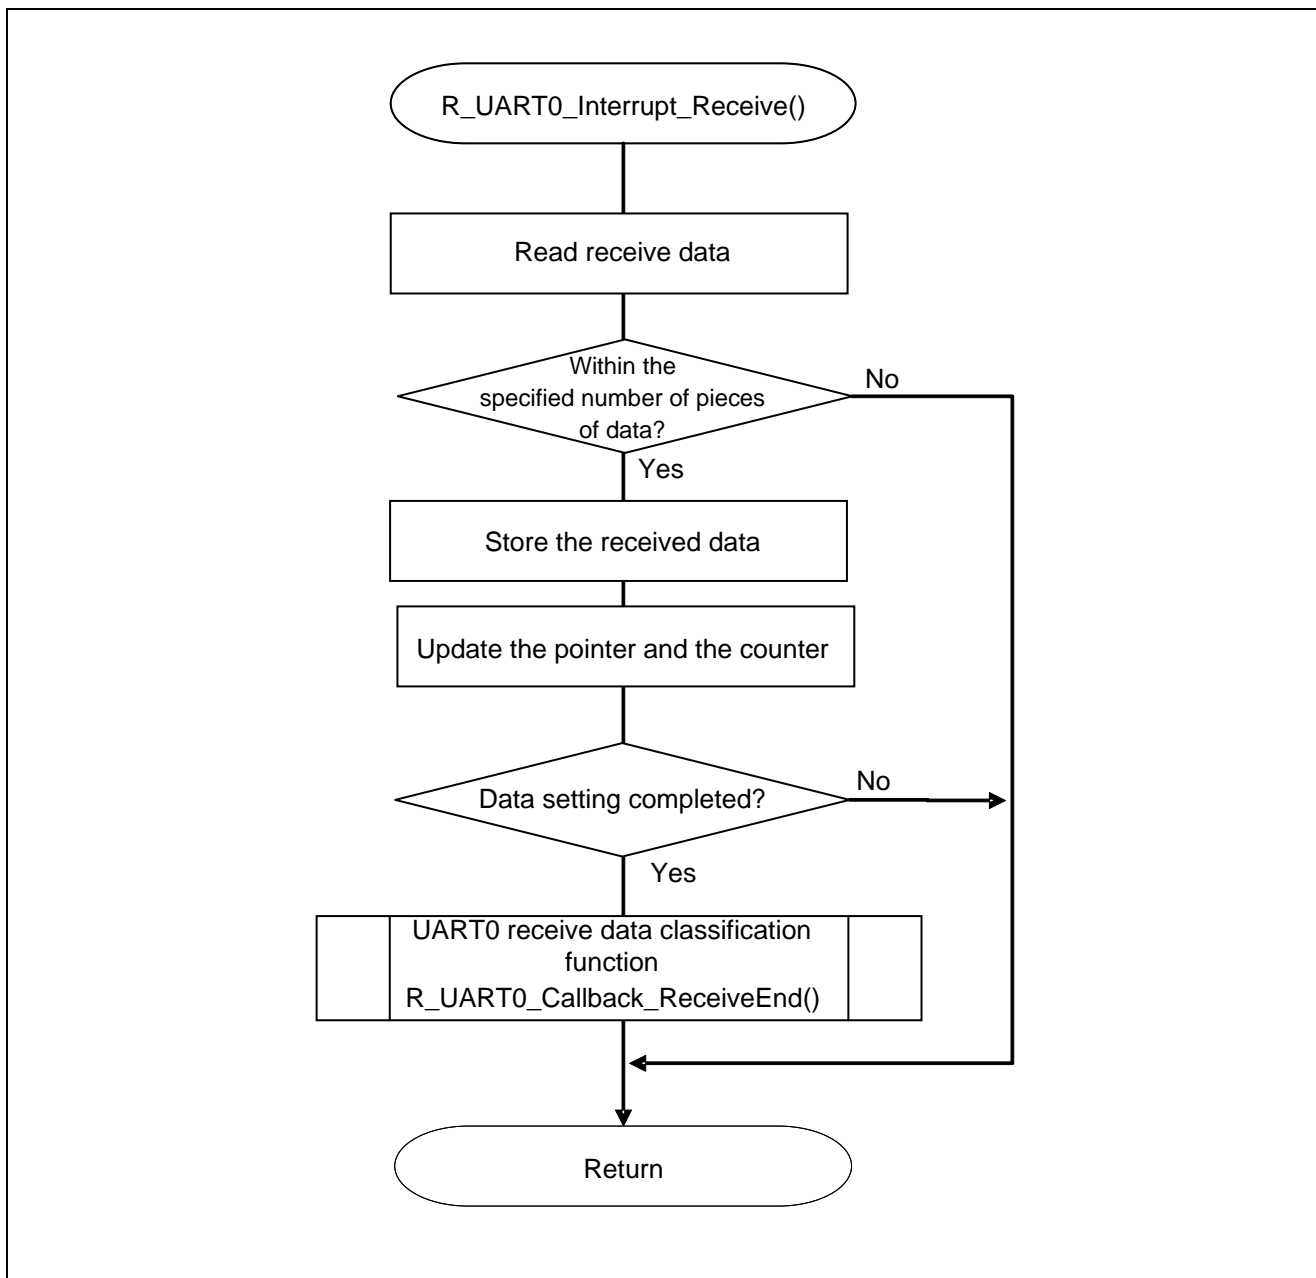 R_UART0_Interrupt_Receive()
Read receive data
Within the
specified number of pieces
of data?
No
Yes
Store the received data
Update the pointer and the counter
Data setting completed?
No
Yes
UART0 receive data classification
function
R_UART0_Callback_ReceiveEnd()
Return